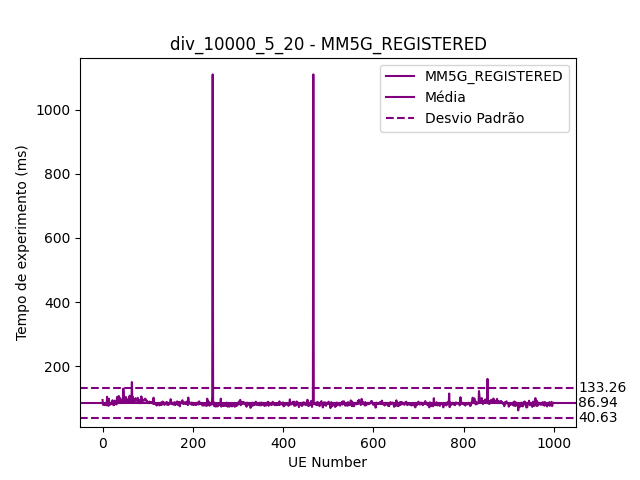 div_10000_5_20 - MM5G_REGISTERED
MM5G_REGISTERED
Média
Desvio Padrão
Tempo de experimento (ms)
1000
800
600
400
200
133.26
86.94
40.63
0 200 400 600 800 1000
UE Number